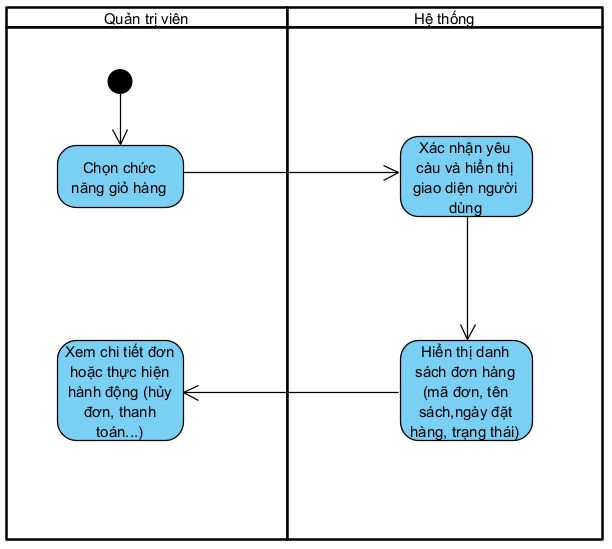 Quản trị viên
Hệ thống
Chọn chức
năng giỏ hàng
Xác nhận yêu
càu và hiển thị
giao diện người
dùng
Xem chi tiết đơn
hoặc thực hiện
hành động (hủy
đơn, thanh
toán...)
Hiển thị danh
sách đơn hàng
(mã đơn, tên
sách,ngày đặt
hàng, trạng thái)